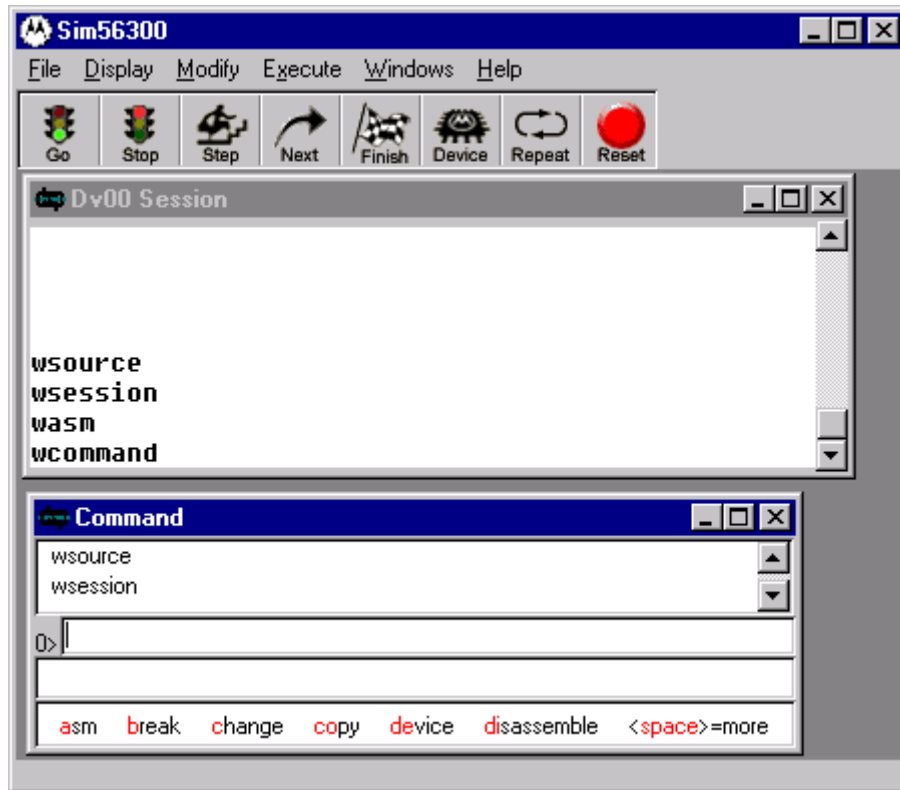 Sim56300
File Display Modify Execute Windows Help
Go Stop Step Next Finish Device Repeat Reset
Dv00 Session
wsource
wsession
wasm
wcommand
Command
wsource
wsession
0>
asm break change copy device disassemble <space>=more